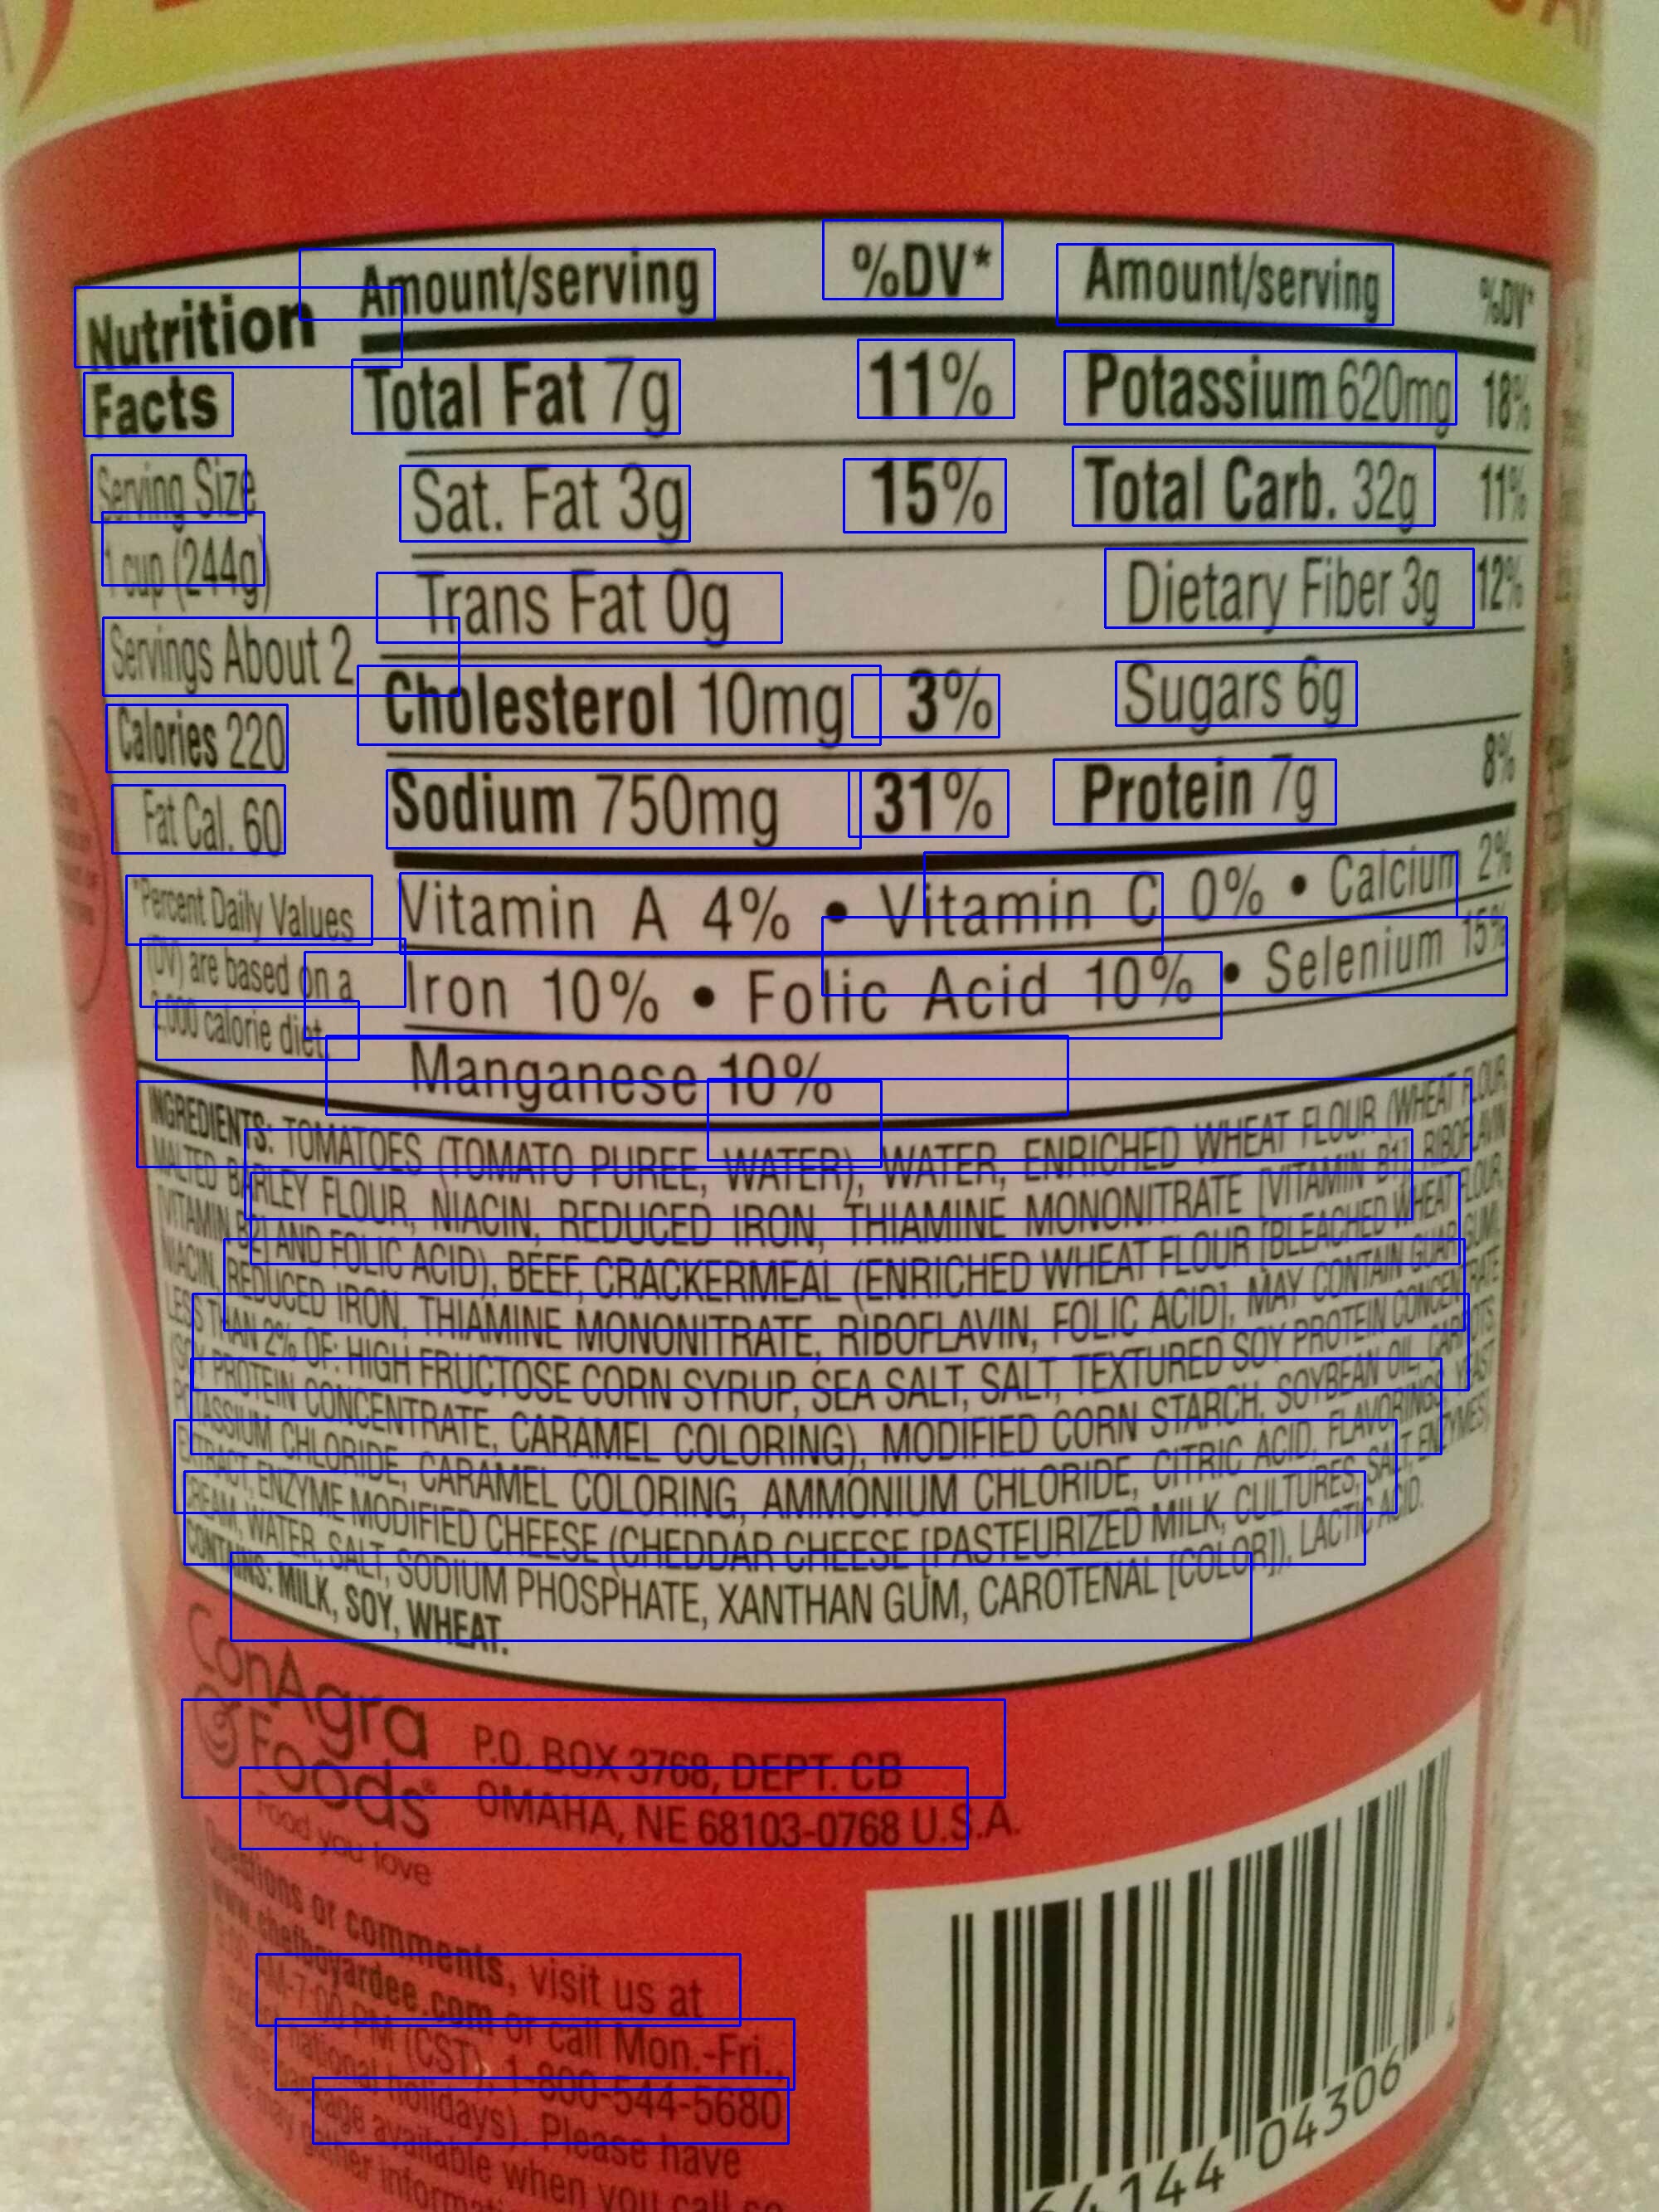 Nutrition
Facts
Serving Size
1 cup (244g)
Servings About 2
Calories 220
Fat Cal. 60
*Percent Daily Values
(DV) are based on a
2,000 calorie diet.
Amount/serving %DV*
Total Fat 7g 11%
Sat. Fat 3g 15%
Trans Fat 0g
Cholesterol 10mg 3%
Sodium 750mg 31%
Amount/serving %DV*
Potassium 620mg 18%
Total Carb. 32g 11%
Dietary Fiber 3g 12%
Sugars 6g
Protein 7g 8%
Vitamin A 4% • Vitamin C 0% • Calcium 2%
Iron 10% • Folic Acid 10% • Selenium 15%
Manganese 10%
INGREDIENTS: TOMATOES (TOMATO PUREE, WATER), WATER, ENRICHED WHEAT FLOUR (WHEAT FLOUR,
MALTED BARLEY FLOUR, NIACIN, REDUCED IRON, THIAMINE MONONITRATE [VITAMIN B1], RIBOFLAVIN
[VITAMIN B2] AND FOLIC ACID), BEEF, CRACKERMEAL (ENRICHED WHEAT FLOUR [BLEACHED WHEAT FLOUR,
NIACIN, REDUCED IRON, THIAMINE MONONITRATE, RIBOFLAVIN, FOLIC ACID], MAY CONTAIN GUAR GUM),
LESS THAN 2% OF: HIGH FRUCTOSE CORN SYRUP, SEA SALT, SALT, TEXTURED SOY PROTEIN CONCENTRATE
(SOY PROTEIN CONCENTRATE, CARAMEL COLORING), MODIFIED CORN STARCH, SOYBEAN OIL, CARROTS,
POTASSIUM CHLORIDE, CARAMEL COLORING, AMMONIUM CHLORIDE, CITRIC ACID, FLAVORINGS, YEAST
EXTRACT, ENZYME MODIFIED CHEESE (CHEDDAR CHEESE [PASTEURIZED MILK, CULTURES, SALT, ENZYMES],
CREAM, WATER, SALT, SODIUM PHOSPHATE, XANTHAN GUM, CAROTENAL [COLOR]), LACTIC ACID.
CONTAINS: MILK, SOY, WHEAT.
ConAgra
Foods®
Food you love
P.O. BOX 3768, DEPT. CB
OMAHA, NE 68103-0768 U.S.A.
Questions or comments, visit us at
www.chefboyardee.com or call Mon.-Fri.,
9:00 AM-7:00 PM (CST), 1-800-544-5680
national holidays). Please have
package available when you call so
may gather
64144 04306 4